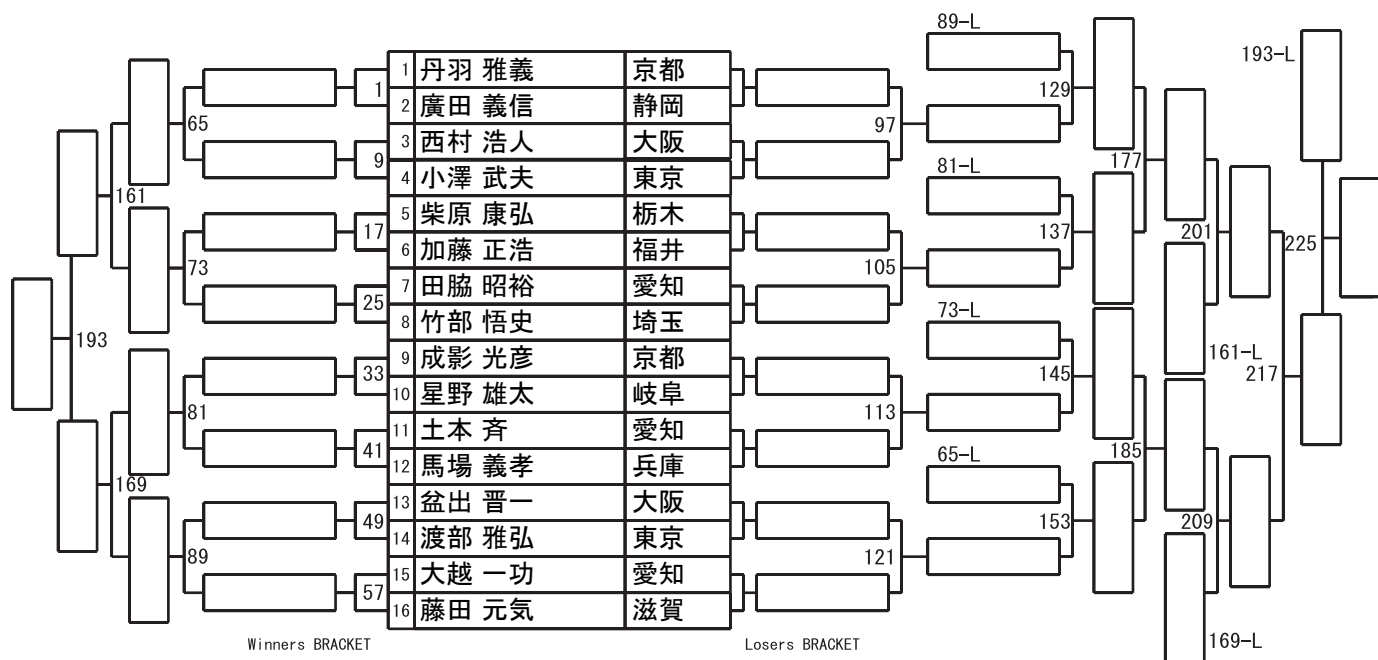 89-L
193-L
1 丹羽 雅義 京都
1
129
2 廣田 義信 静岡
65
97
3 西村 浩人 大阪
9
177
4 小澤 武夫 東京
81-L
161
5 柴原 康弘 栃木
17
137
201
6 加藤 正浩 福井
225
73
105
7 田脇 昭裕 愛知
25
8 竹部 悟史 埼玉
73-L
193
9 成影 光彦 京都
161-L
33
145
217
10 星野 雄太 岐阜
81
113
11 土本 斉 愛知
41
185
12 馬場 義孝 兵庫
65-L
169
13 盆出 晋一 大阪
49
153
209
14 渡部 雅弘 東京
89
121
15 大越 一功 愛知
57
16 藤田 元気 滋賀
Winners BRACKET
Losers BRACKET
169-L